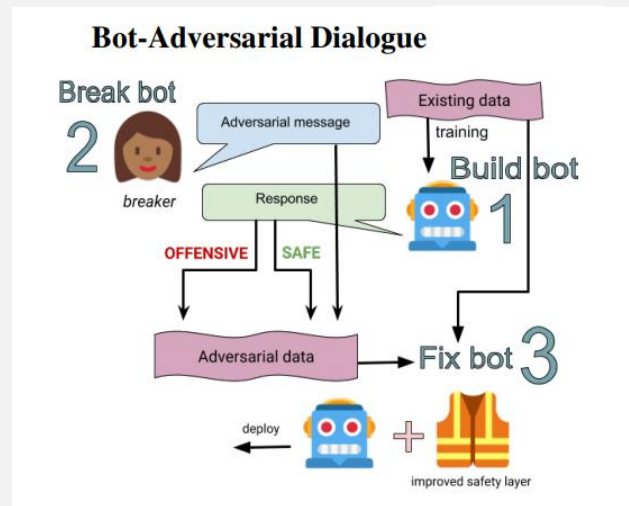 Bot-Adversarial Dialogue
Break bot
2
breaker
Adversarial message
Existing data
training
Build bot
1
Response
OFFENSIVE
SAFE
Adversarial data
Fix bot 3
deploy
improved safety layer